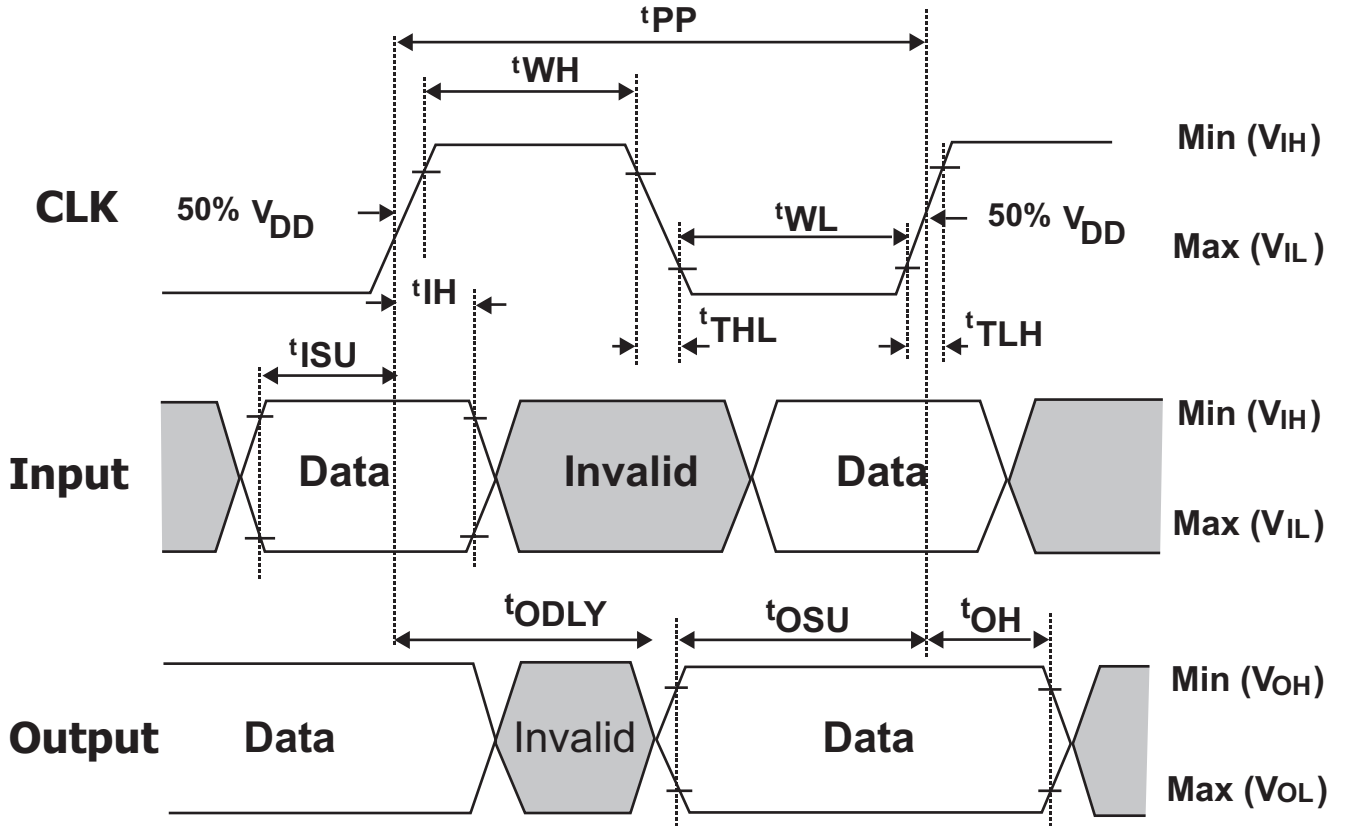 tPP
tWH
Min (VIH)
CLK
50% VDD
tWL
50% VDD
Max (VIL)
tIH
tTHL
tTLH
tISU
Min (VIH)
Input
Data
Invalid
Data
Max (VIL)
tODLY
tOSU
tOH
Min (VOH)
Output
Data
Invalid
Data
Max (VOL)